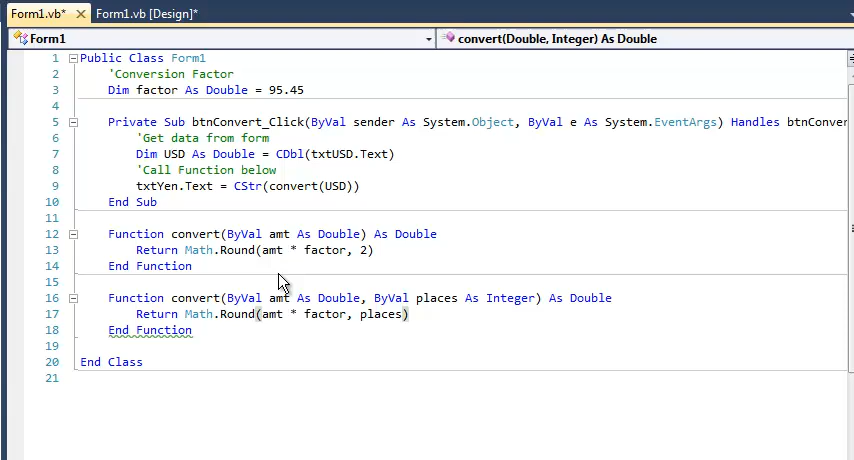 Form1.vb* Form1.vb [Design]*
Form1 convert(Double, Integer) As Double
1 Public Class Form1
2 'Conversion Factor
3 Dim factor As Double = 95.45
4
5 Private Sub btnConvert_Click(ByVal sender As System.Object, ByVal e As System.EventArgs) Handles btnConver
6 'Get data from form
7 Dim USD As Double = CDbl(txtUSD.Text)
8 'Call Function below
9 txtYen.Text = CStr(convert(USD))
10 End Sub
11
12 Function convert(ByVal amt As Double) As Double
13 Return Math.Round(amt * factor, 2)
14 End Function
15
16 Function convert(ByVal amt As Double, ByVal places As Integer) As Double
17 Return Math.Round(amt * factor, places)
18 End Function
19
20 End Class
21